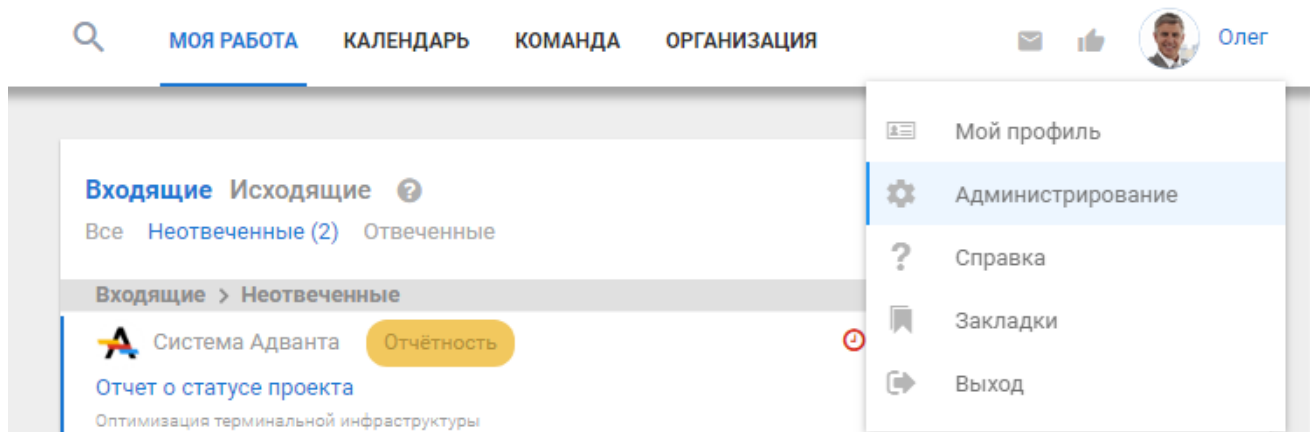 МОЯ РАБОТА КАЛЕНДАРЬ КОМАНДА ОРГАНИЗАЦИЯ Олег
Мой профиль
Администрирование
Справка
Закладки
Выход
Входящие Исходящие
Все Неотвеченные (2) Отвеченные
Входящие > Неотвеченные
Система Адванта Отчётность
Отчет о статусе проекта
Оптимизация терминальной инфраструктуры